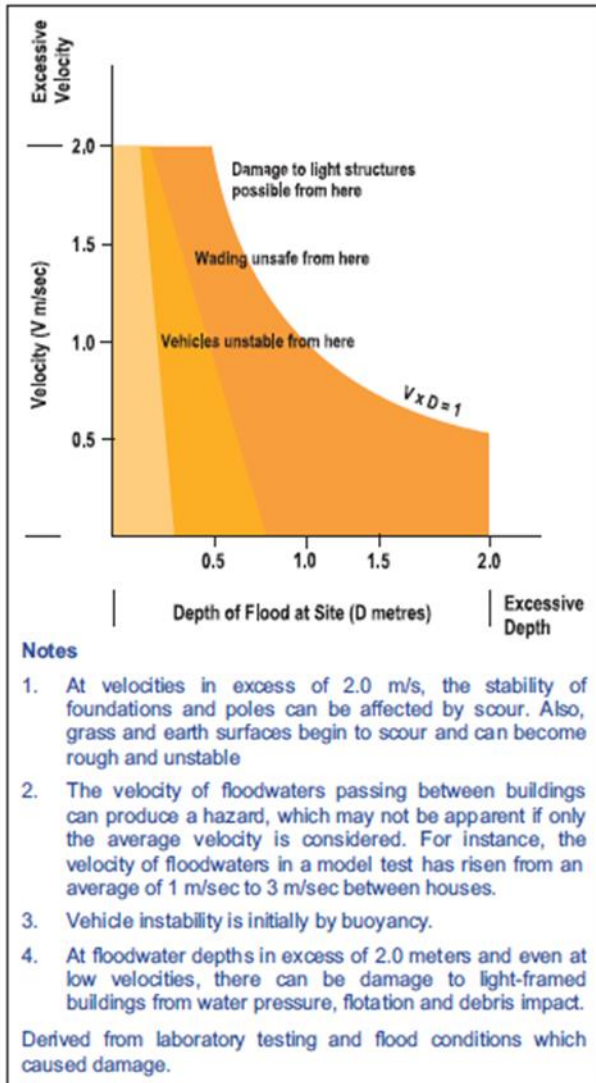 Excessive
Velocity
2.0
Damage to light structures
possible from here
1.5
Wading unsafe from here
Velocity (V m/sec)
1.0
Vehicles unstable from here
V x D = 1
0.5
0.5 1.0 1.5 2.0
Depth of Flood at Site (D metres)
Excessive
Depth
Notes
1. At velocities in excess of 2.0 m/s, the stability of
foundations and poles can be affected by scour. Also,
grass and earth surfaces begin to scour and can become
rough and unstable
2. The velocity of floodwaters passing between buildings
can produce a hazard, which may not be apparent if only
the average velocity is considered. For instance, the
velocity of floodwaters in a model test has risen from an
average of 1 m/sec to 3 m/sec between houses.
3. Vehicle instability is initially by buoyancy.
4. At floodwater depths in excess of 2.0 meters and even at
low velocities, there can be damage to light-framed
buildings from water pressure, flotation and debris impact.
Derived from laboratory testing and flood conditions which
caused damage.